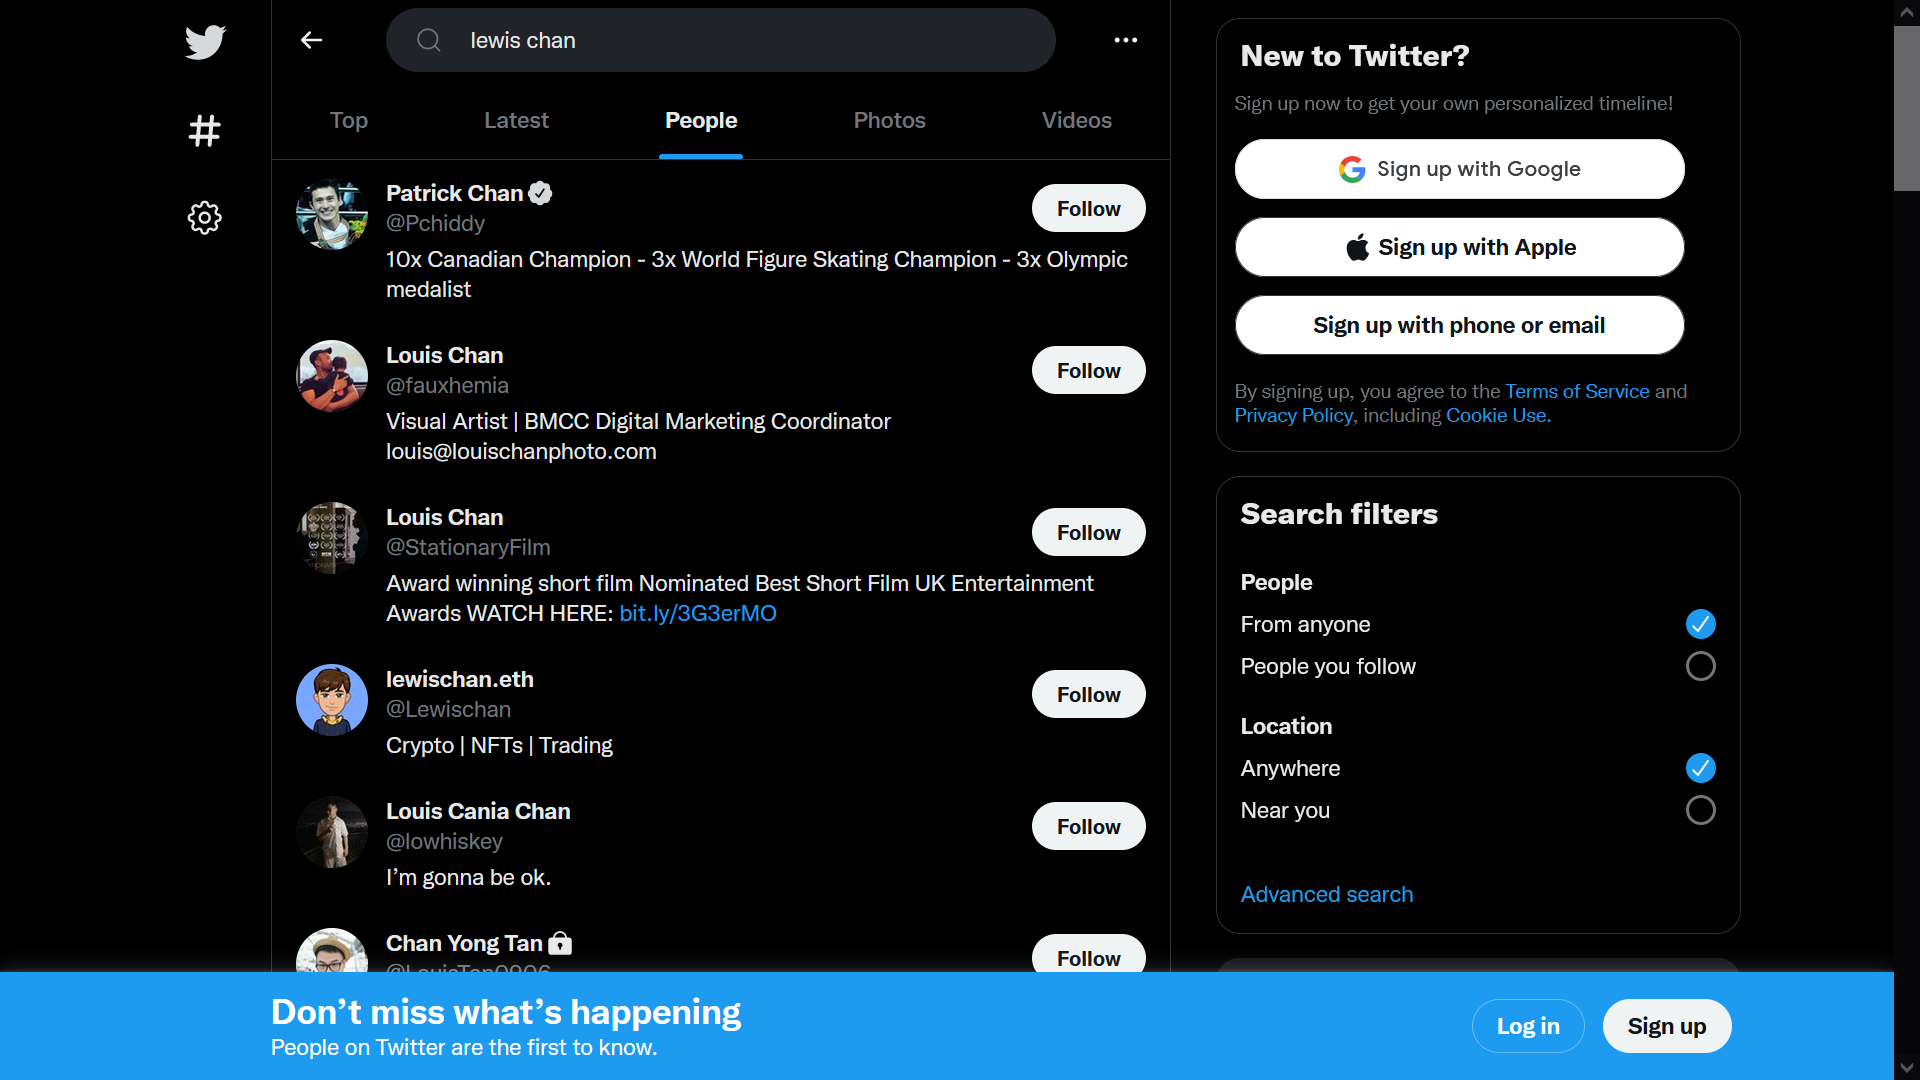 lewis chan
Top
Latest
People
Photos
Videos
Patrick Chan
@Pchiddy
Follow
10x Canadian Champion - 3x World Figure Skating Champion - 3x Olympic
medalist
Louis Chan
@fauxhemia
Follow
Visual Artist | BMCC Digital Marketing Coordinator
louis@louischanphoto.com
Louis Chan
@StationaryFilm
Follow
Award winning short film Nominated Best Short Film UK Entertainment
Awards WATCH HERE: bit.ly/3G3erMO
lewischan.eth
@Lewischan
Follow
Crypto | NFTs | Trading
Louis Cania Chan
@lowhiskey
Follow
I’m gonna be ok.
Chan Yong Tan
Follow
New to Twitter?
Sign up now to get your own personalized timeline!
Sign up with Google
Sign up with Apple
Sign up with phone or email
By signing up, you agree to the Terms of Service and
Privacy Policy, including Cookie Use.
Search filters
People
From anyone
People you follow
Location
Anywhere
Near you
Advanced search
Don’t miss what’s happening
People on Twitter are the first to know.
Log in
Sign up